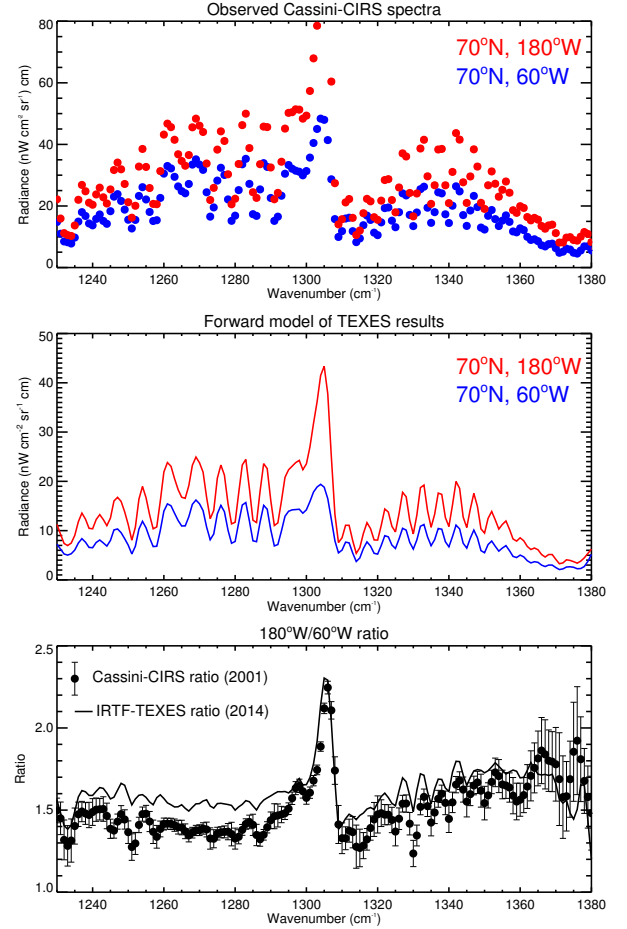 Observed Cassini-CIRS spectra
80
60
40
20
0
Radiance (nW cm⁻² sr⁻¹) cm)
70°N, 180°W
70°N, 60°W
1240 1260 1280 1300 1320 1340 1360 1380
Wavenumber (cm⁻¹)
Forward model of TEXES results
50
40
30
20
10
0
Radiance (nW cm⁻² sr⁻¹ cm)
70°N, 180°W
70°N, 60°W
1240 1260 1280 1300 1320 1340 1360 1380
Wavenumber (cm⁻¹)
180°W/60°W ratio
2.5
2.0
1.5
1.0
Ratio
Cassini-CIRS ratio (2001)
IRTF-TEXES ratio (2014)
1240 1260 1280 1300 1320 1340 1360 1380
Wavenumber (cm⁻¹)